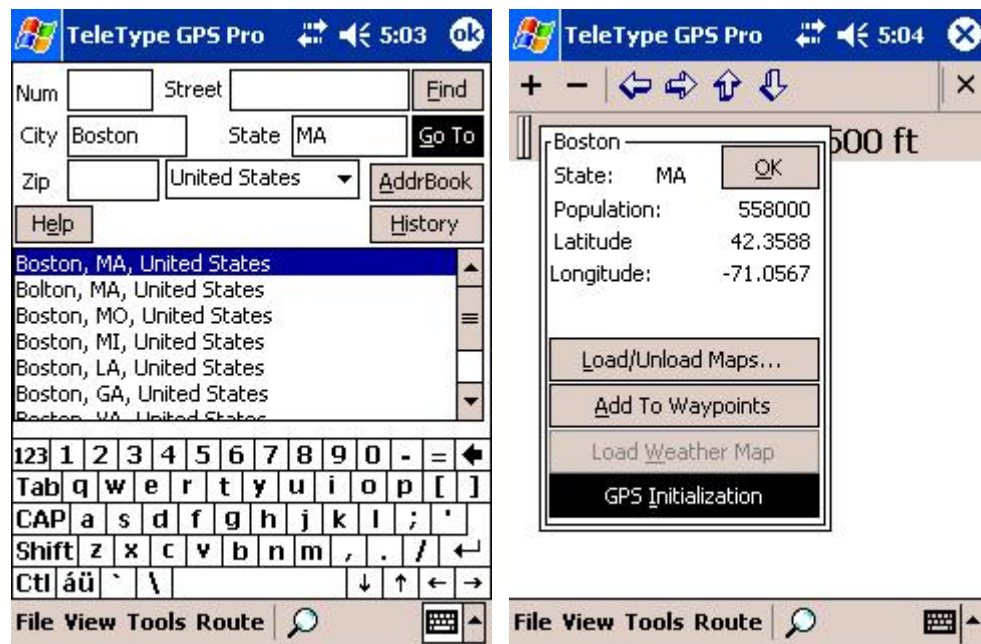 TeleType GPS Pro 5:03 ok
Num Street Find
City Boston State MA Go To
Zip United States AddrBook
Help History
Boston, MA, United States
Bolton, MA, United States
Boston, MO, United States
Boston, MI, United States
Boston, LA, United States
Boston, GA, United States
Boston, VA, United States
123 1 2 3 4 5 6 7 8 9 0 - =
Tab q w e r t y u i o p [ ]
CAP a s d f g h j k l ; '
Shift z x c v b n m , . /
Ctl áü ` \ ↓ ↑ ← →
File View Tools Route
TeleType GPS Pro 5:04
500 ft
Boston
State: MA OK
Population: 558000
Latitude 42.3588
Longitude: -71.0567
Load/Unload Maps...
Add To Waypoints
Load Weather Map
GPS Initialization
File View Tools Route